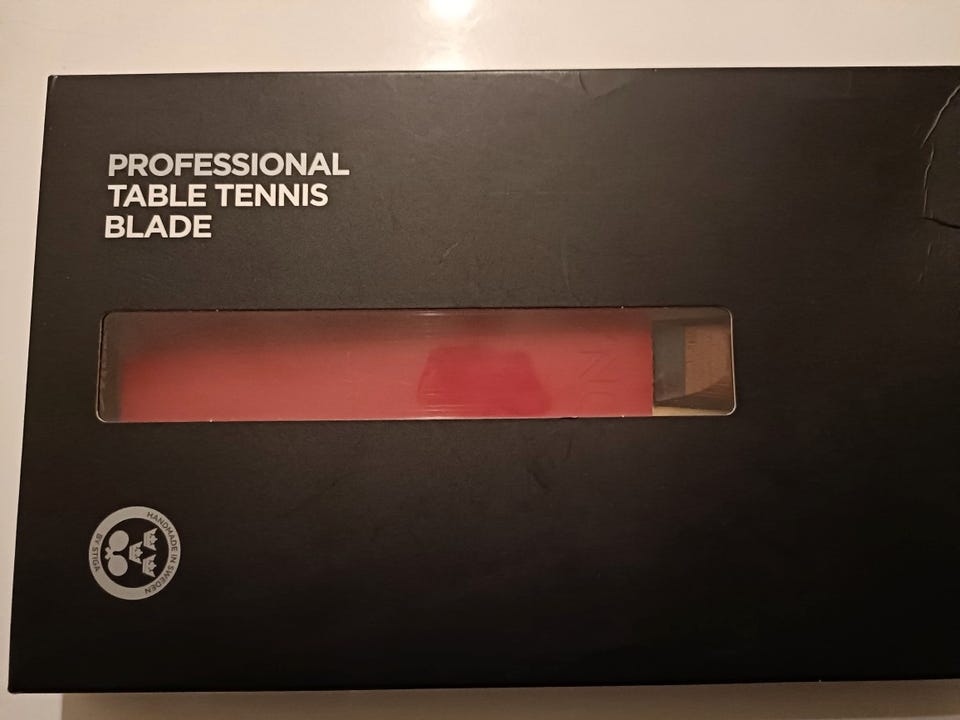 PROFESSIONAL
TABLE TENNIS
BLADE
HANDMADE IN SWEDEN
BY STIGA